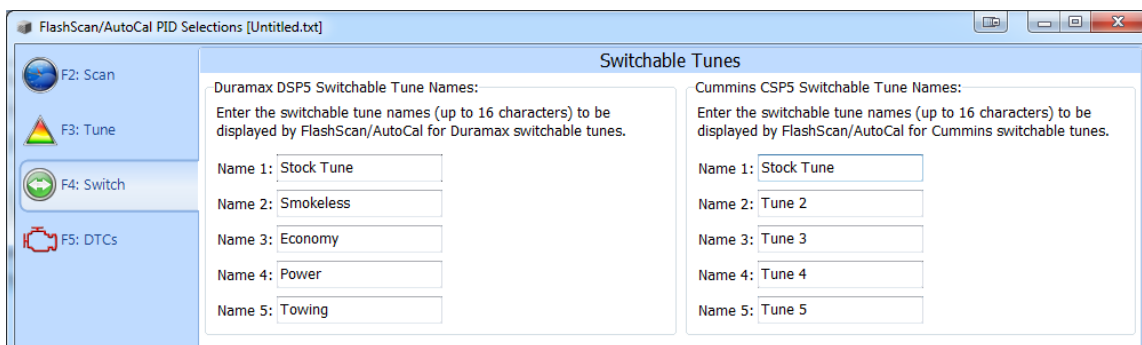 FlashScan/AutoCal PID Selections [Untitled.txt]
F2: Scan
F3: Tune
F4: Switch
F5: DTCs
Switchable Tunes
Duramax DSP5 Switchable Tune Names:
Enter the switchable tune names (up to 16 characters) to be
displayed by FlashScan/AutoCal for Duramax switchable tunes.
Name 1: Stock Tune
Name 2: Smokeless
Name 3: Economy
Name 4: Power
Name 5: Towing
Cummins CSP5 Switchable Tune Names:
Enter the switchable tune names (up to 16 characters) to be
displayed by FlashScan/AutoCal for Cummins switchable tunes.
Name 1: Stock Tune
Name 2: Tune 2
Name 3: Tune 3
Name 4: Tune 4
Name 5: Tune 5